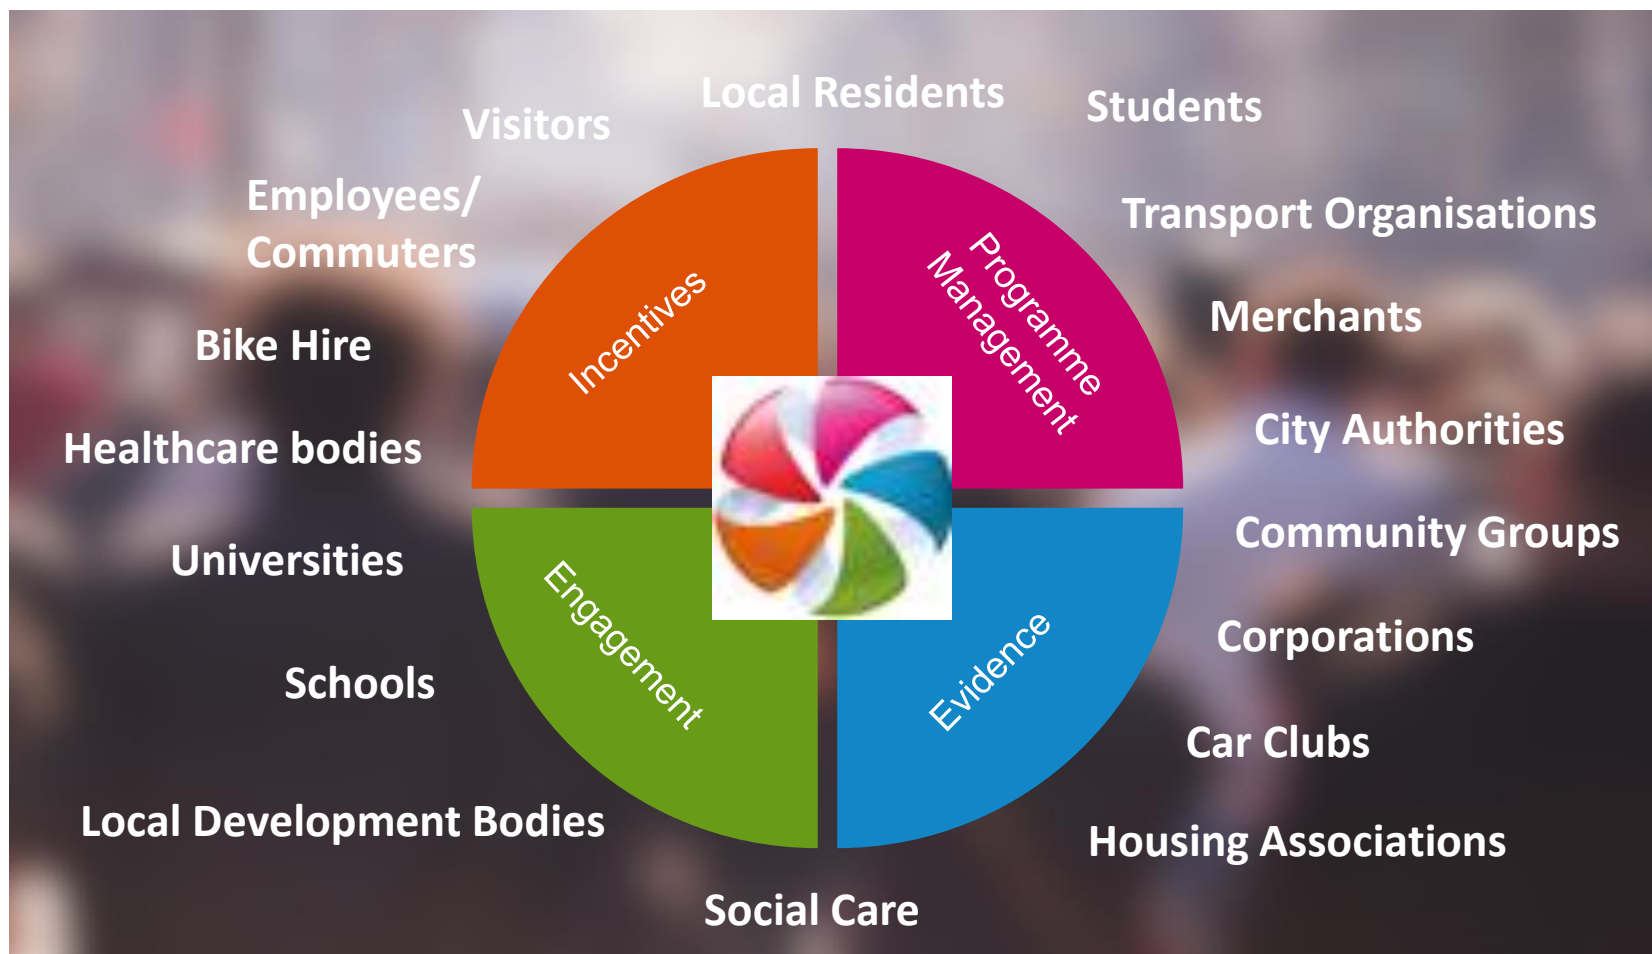 Local Residents
Students
Visitors
Employees/
Commuters
Transport Organisations
Bike Hire
Merchants
Healthcare bodies
City Authorities
Universities
Community Groups
Schools
Corporations
Local Development Bodies
Car Clubs
Housing Associations
Social Care
Incentives
Programme
Management
Engagement
Evidence